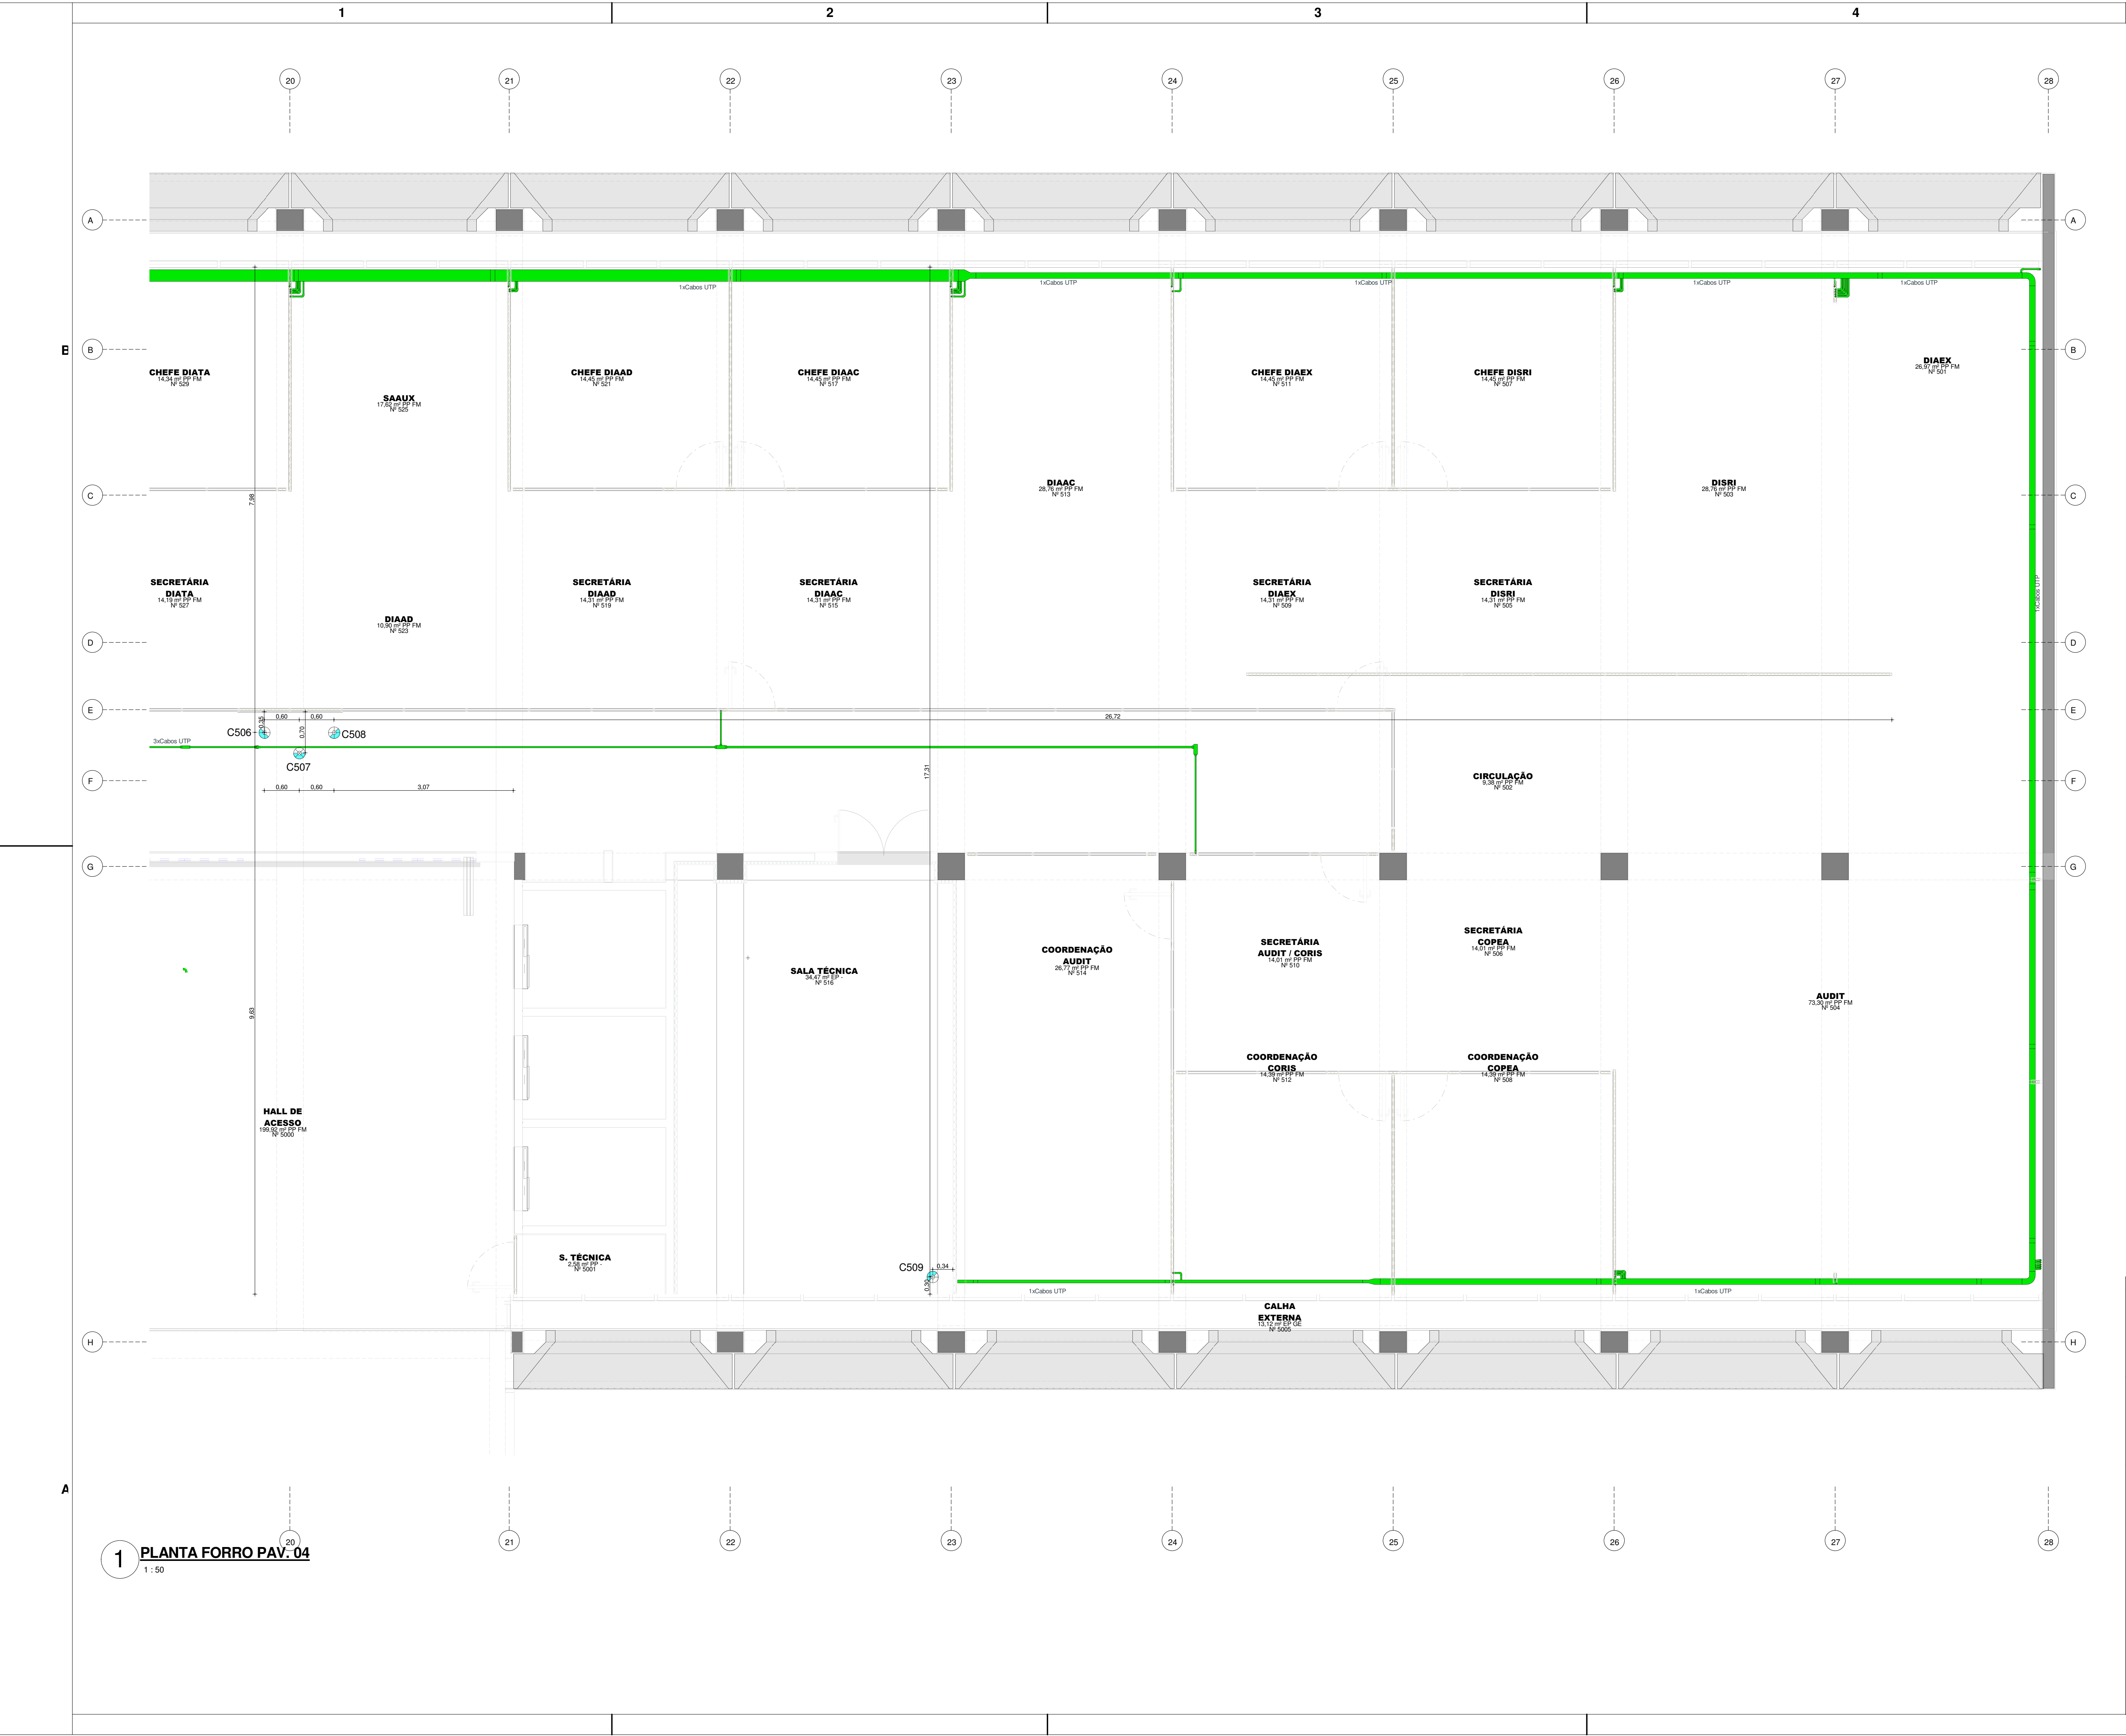 1
2
3
4
20
21
22
23
24
25
26
27
28
A
A
1xCabos UTP
1xCabos UTP
1xCabos UTP
1xCabos UTP
1xCabos UTP
B
B
B
CHEFE DIATA
14,34 m² PP FM
Nº 529
SAAUX
17,62 m² PP FM
Nº 525
CHEFE DIAAD
14,45 m² PP FM
Nº 521
CHEFE DIAAC
14,45 m² PP FM
Nº 517
CHEFE DIAEX
14,45 m² PP FM
Nº 511
CHEFE DISRI
14,45 m² PP FM
Nº 507
DIAEX
26,97 m² PP FM
Nº 501
C
C
7,98
DIAAC
28,76 m² PP FM
Nº 513
DISRI
28,76 m² PP FM
Nº 503
SECRETÁRIA
DIATA
14,19 m² PP FM
Nº 527
DIAAD
10,90 m² PP FM
Nº 523
SECRETÁRIA
DIAAD
14,31 m² PP FM
Nº 519
SECRETÁRIA
DIAAC
14,31 m² PP FM
Nº 515
SECRETÁRIA
DIAEX
14,31 m² PP FM
Nº 509
SECRETÁRIA
DISRI
14,31 m² PP FM
Nº 505
1xCabos UTP
D
D
E
E
0,35
0,60
0,60
0,70
26,72
C506
C508
3xCabos UTP
C507
F
F
0,60
0,60
3,07
17,31
CIRCULAÇÃO
9,38 m² PP FM
Nº 502
G
G
SALA TÉCNICA
34,47 m² EP -
Nº 516
COORDENAÇÃO
AUDIT
26,77 m² PP FM
Nº 514
SECRETÁRIA
AUDIT / CORIS
14,01 m² PP FM
Nº 510
SECRETÁRIA
COPEA
14,01 m² PP FM
Nº 506
AUDIT
73,30 m² PP FM
Nº 504
9,63
COORDENAÇÃO
CORIS
14,39 m² PP FM
Nº 512
COORDENAÇÃO
COPEA
14,39 m² PP FM
Nº 508
HALL DE
ACESSO
199,92 m² PP FM
Nº 5000
S. TÉCNICA
2,58 m² PP -
Nº 5001
C509
0,34
0,30
1xCabos UTP
1xCabos UTP
CALHA
EXTERNA
13,12 m² EP GE
Nº 5005
H
H
A
20
21
22
23
24
25
26
27
28
1
PLANTA FORRO PAV. 04
1 : 50